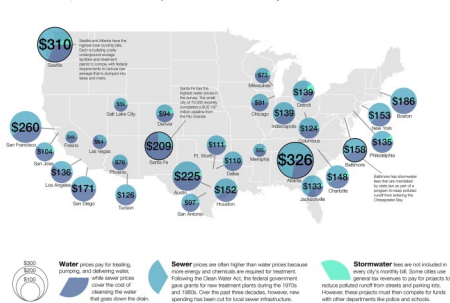 Seattle and Atlanta have the
highest total monthly bills.
Each is building costly
underground storage
facilities and treatment
plants to comply with federal
requirements to reduce raw
sewage that is dumped into
lakes and rivers.
$310
Seattle
Santa Fe has the
highest water prices in
the survey. The small
city of 70,000 recently
completed a $US 187
million pipeline from
the Rio Grande.
Salt Lake City
$94
Denver
$73
Milwaukee
$91
Chicago
$139
Detroit
$139
Indianapolis
$124
Columbus
$186
Boston
$153
New York
$135
Philadelphia
$158
Baltimore
Baltimore has stormwater
fees that are mandated
by state law as part of a
program to keep polluted
runoff from entering the
Chesapeake Bay.
$260
San Francisco
Fresno
$104
San Jose
$84
Las Vegas
$136
Los Angeles
$171
San Diego
$76
Phoenix
$126
Tucson
$209
Santa Fe
$111
Ft. Worth
$110
Dallas
Memphis
$225
Austin
$97
San Antonio
$152
Houston
$326
Atlanta
$148
Charlotte
$133
Jacksonville
$300
$200
$100
Water prices pay for treating,
pumping, and delivering water,
while sewer prices
cover the cost of
cleansing the water
that goes down the drain.
Sewer prices are often higher than water prices because
more energy and chemicals are required for treatment.
Following the Clean Water Act, the federal government
gave grants for new treatment plants during the 1970s
and 1980s. Over the past three decades, however, new
spending has been cut for local sewer infrastructure.
Stormwater fees are not included in
every city's monthly bill. Some cities use
general tax revenues to pay for projects to
reduce polluted runoff from streets and parking lots.
However, these projects must then compete for funds
with other departments like police and schools.